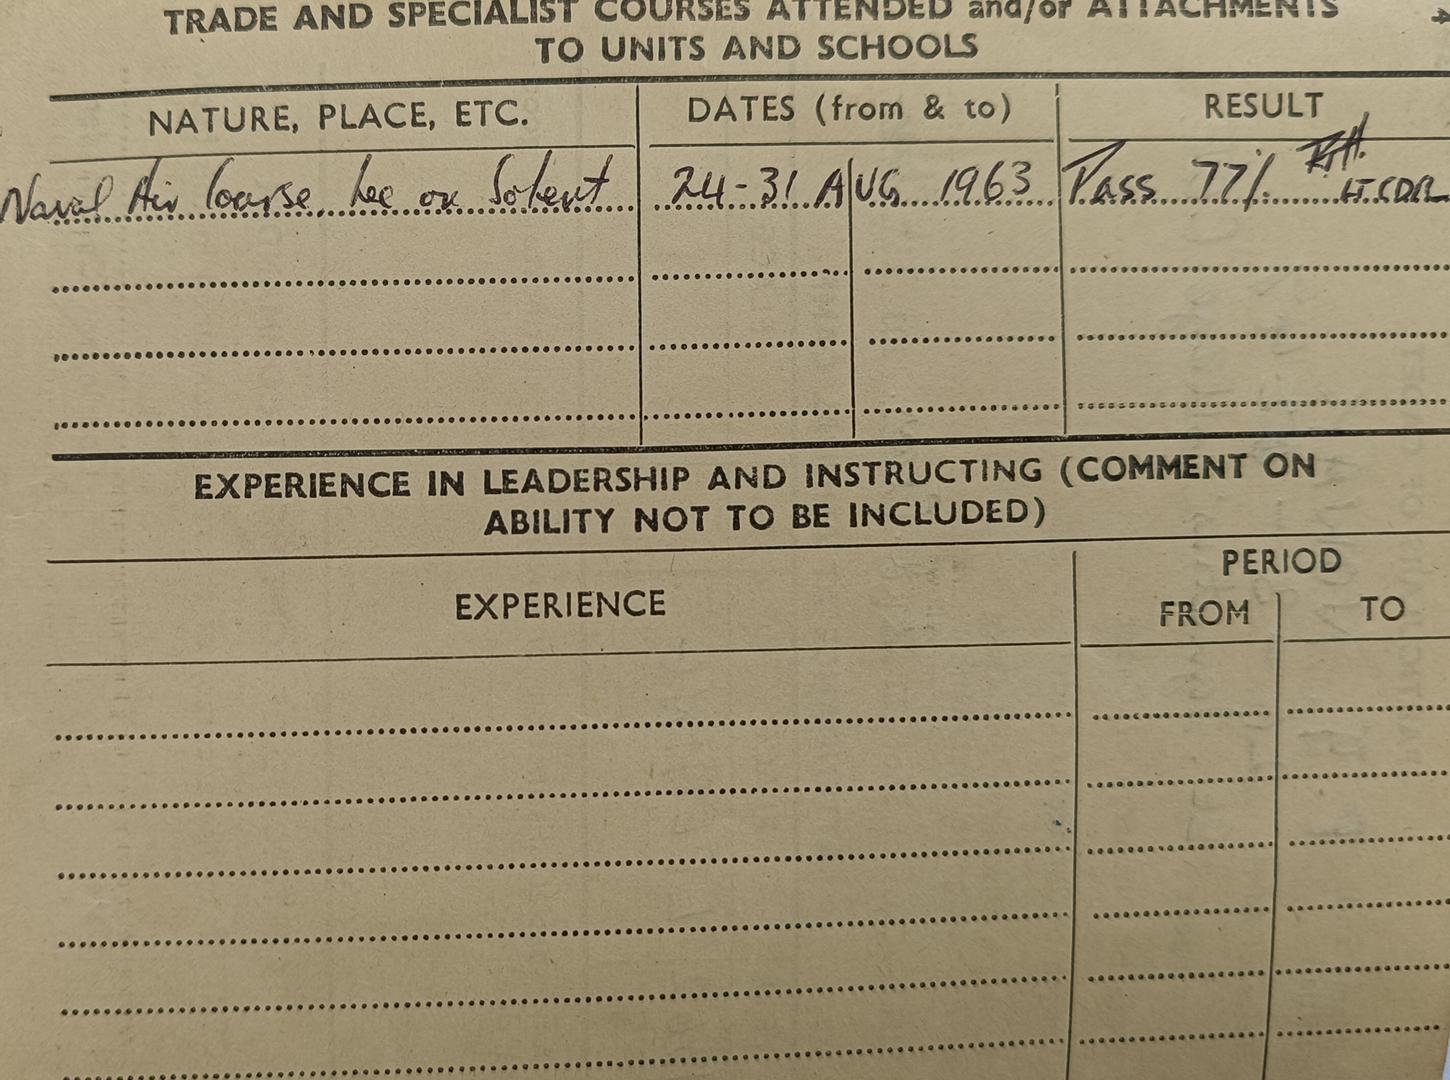 TRADE AND SPECIALIST COURSES ATTENDED and/or ATTACHMENTS
TO UNITS AND SCHOOLS
NATURE, PLACE, ETC. DATES (from & to) RESULT
Naval Air Course, Lee on Solent 24-31 AUG 1963 Pass 77%. LT.CDR
EXPERIENCE IN LEADERSHIP AND INSTRUCTING (COMMENT ON
ABILITY NOT TO BE INCLUDED)
PERIOD
EXPERIENCE FROM TO